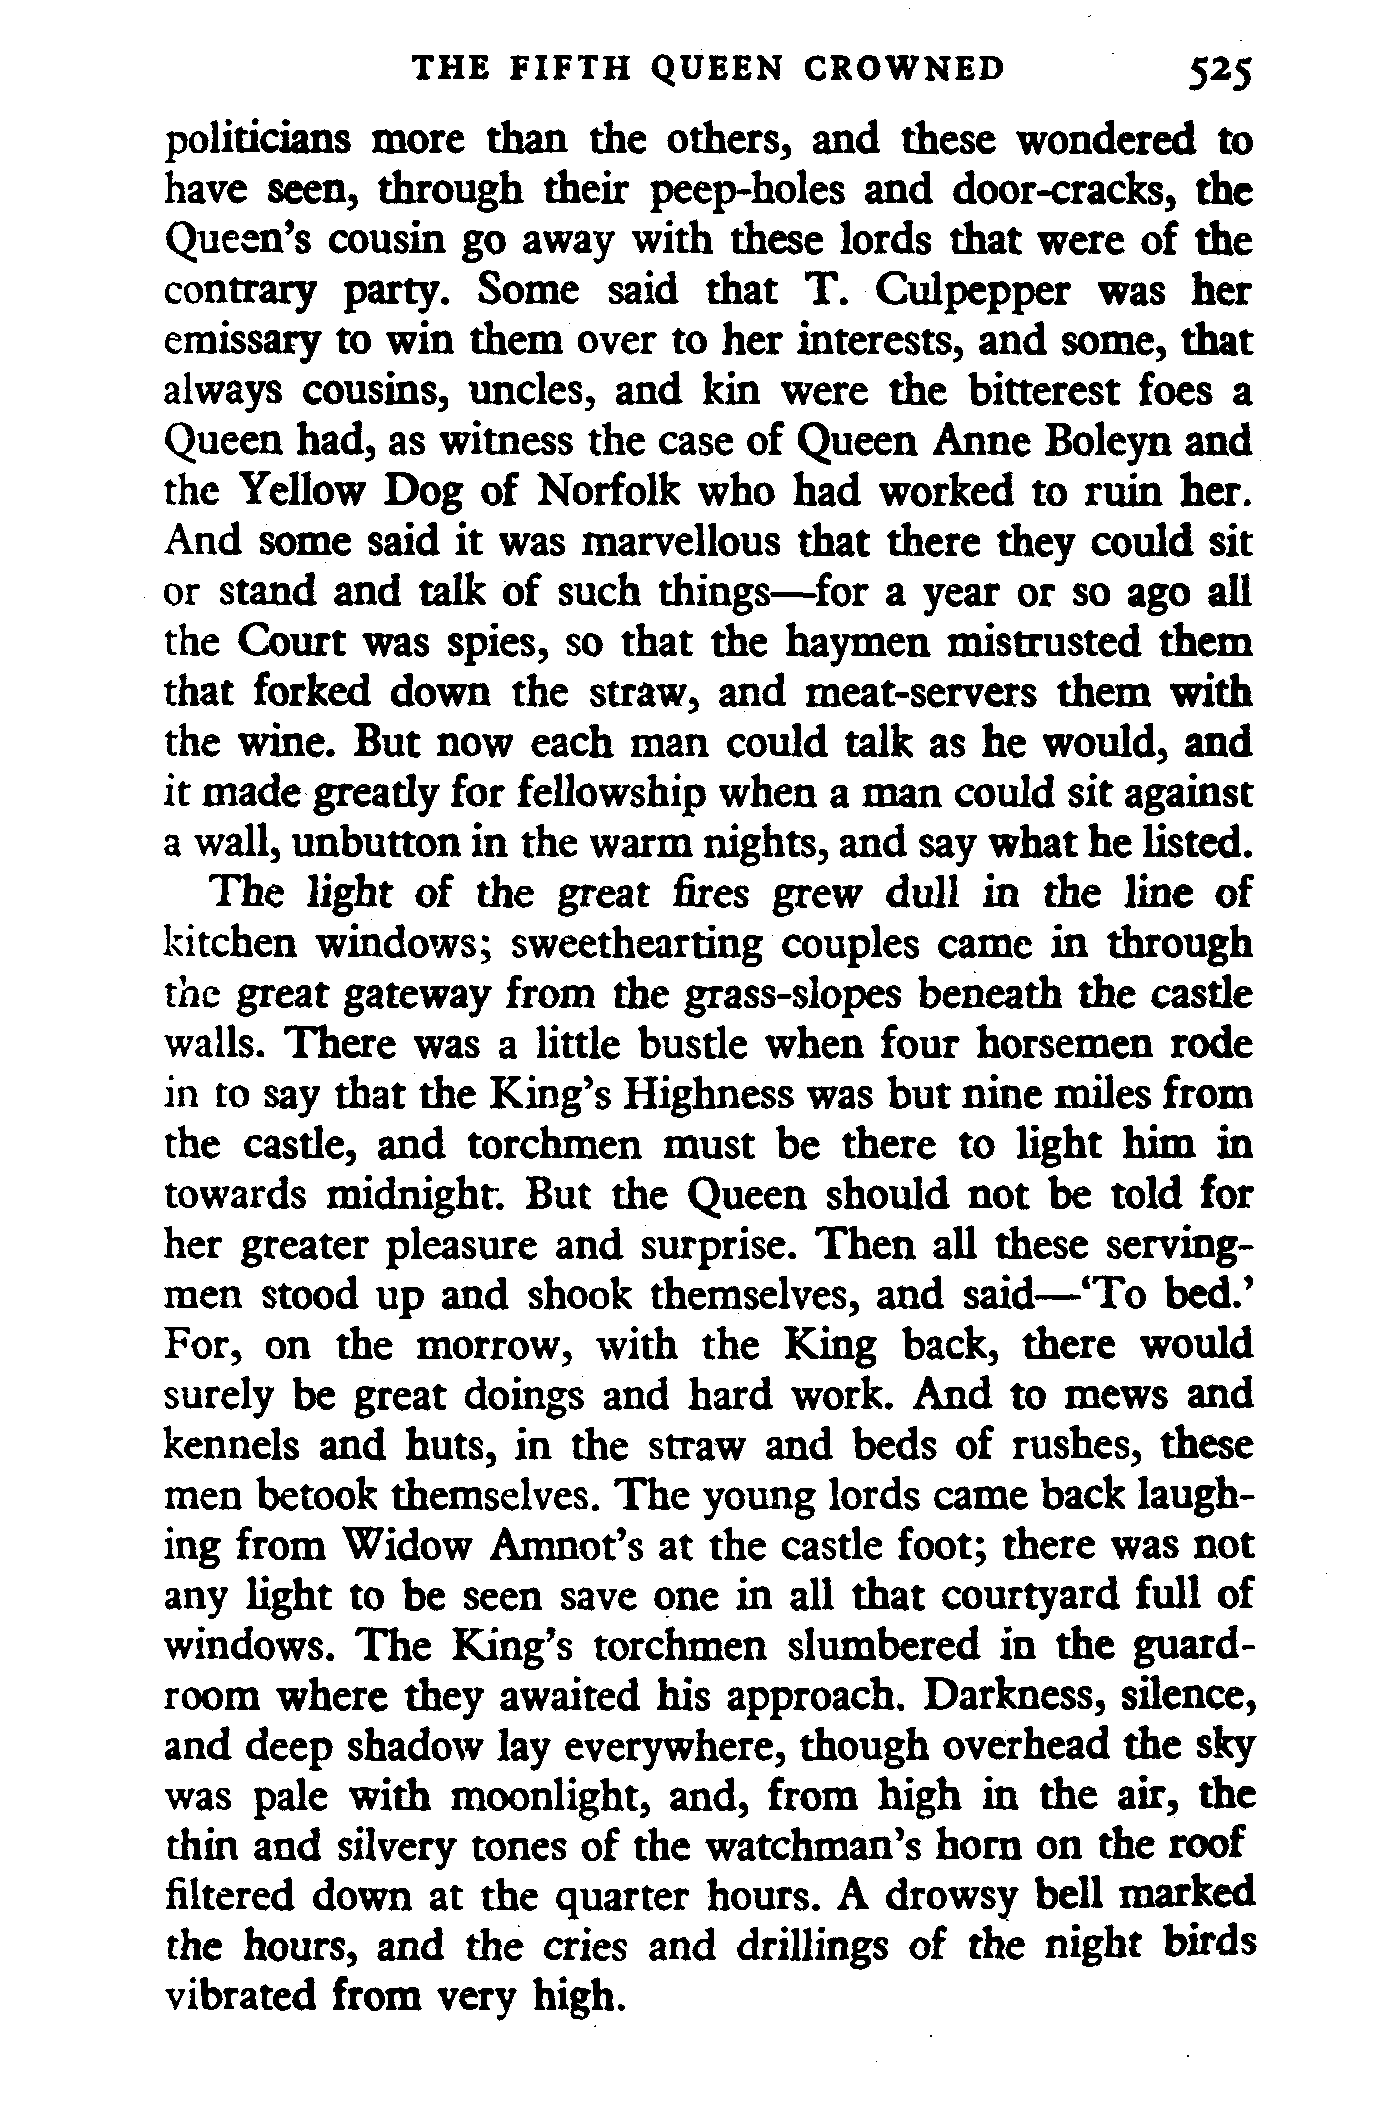 THE FIFTH QUEEN CROWNED 525
politicians more than the others, and these wondered to
have seen, through their peep-holes and door-cracks, the
Queen's cousin go away with these lords that were of the
contrary party. Some said that T. Culpepper was her
emissary to win them over to her interests, and some, that
always cousins, uncles, and kin were the bitterest foes a
Queen had, as witness the case of Queen Anne Boleyn and
the Yellow Dog of Norfolk who had worked to ruin her.
And some said it was marvellous that there they could sit
or stand and talk of such things—for a year or so ago all
the Court was spies, so that the haymen mistrusted them
that forked down the straw, and meat-servers them with
the wine. But now each man could talk as he would, and
it made greatly for fellowship when a man could sit against
a wall, unbutton in the warm nights, and say what he listed.
The light of the great fires grew dull in the line of
kitchen windows; sweethearting couples came in through
the great gateway from the grass-slopes beneath the castle
walls. There was a little bustle when four horsemen rode
in to say that the King's Highness was but nine miles from
the castle, and torchmen must be there to light him in
towards midnight. But the Queen should not be told for
her greater pleasure and surprise. Then all these serving-
men stood up and shook themselves, and said—'To bed.'
For, on the morrow, with the King back, there would
surely be great doings and hard work. And to mews and
kennels and huts, in the straw and beds of rushes, these
men betook themselves. The young lords came back laugh-
ing from Widow Amnot's at the castle foot; there was not
any light to be seen save one in all that courtyard full of
windows. The King's torchmen slumbered in the guard-
room where they awaited his approach. Darkness, silence,
and deep shadow lay everywhere, though overhead the sky
was pale with moonlight, and, from high in the air, the
thin and silvery tones of the watchman's horn on the roof
filtered down at the quarter hours. A drowsy bell marked
the hours, and the cries and drillings of the night birds
vibrated from very high.